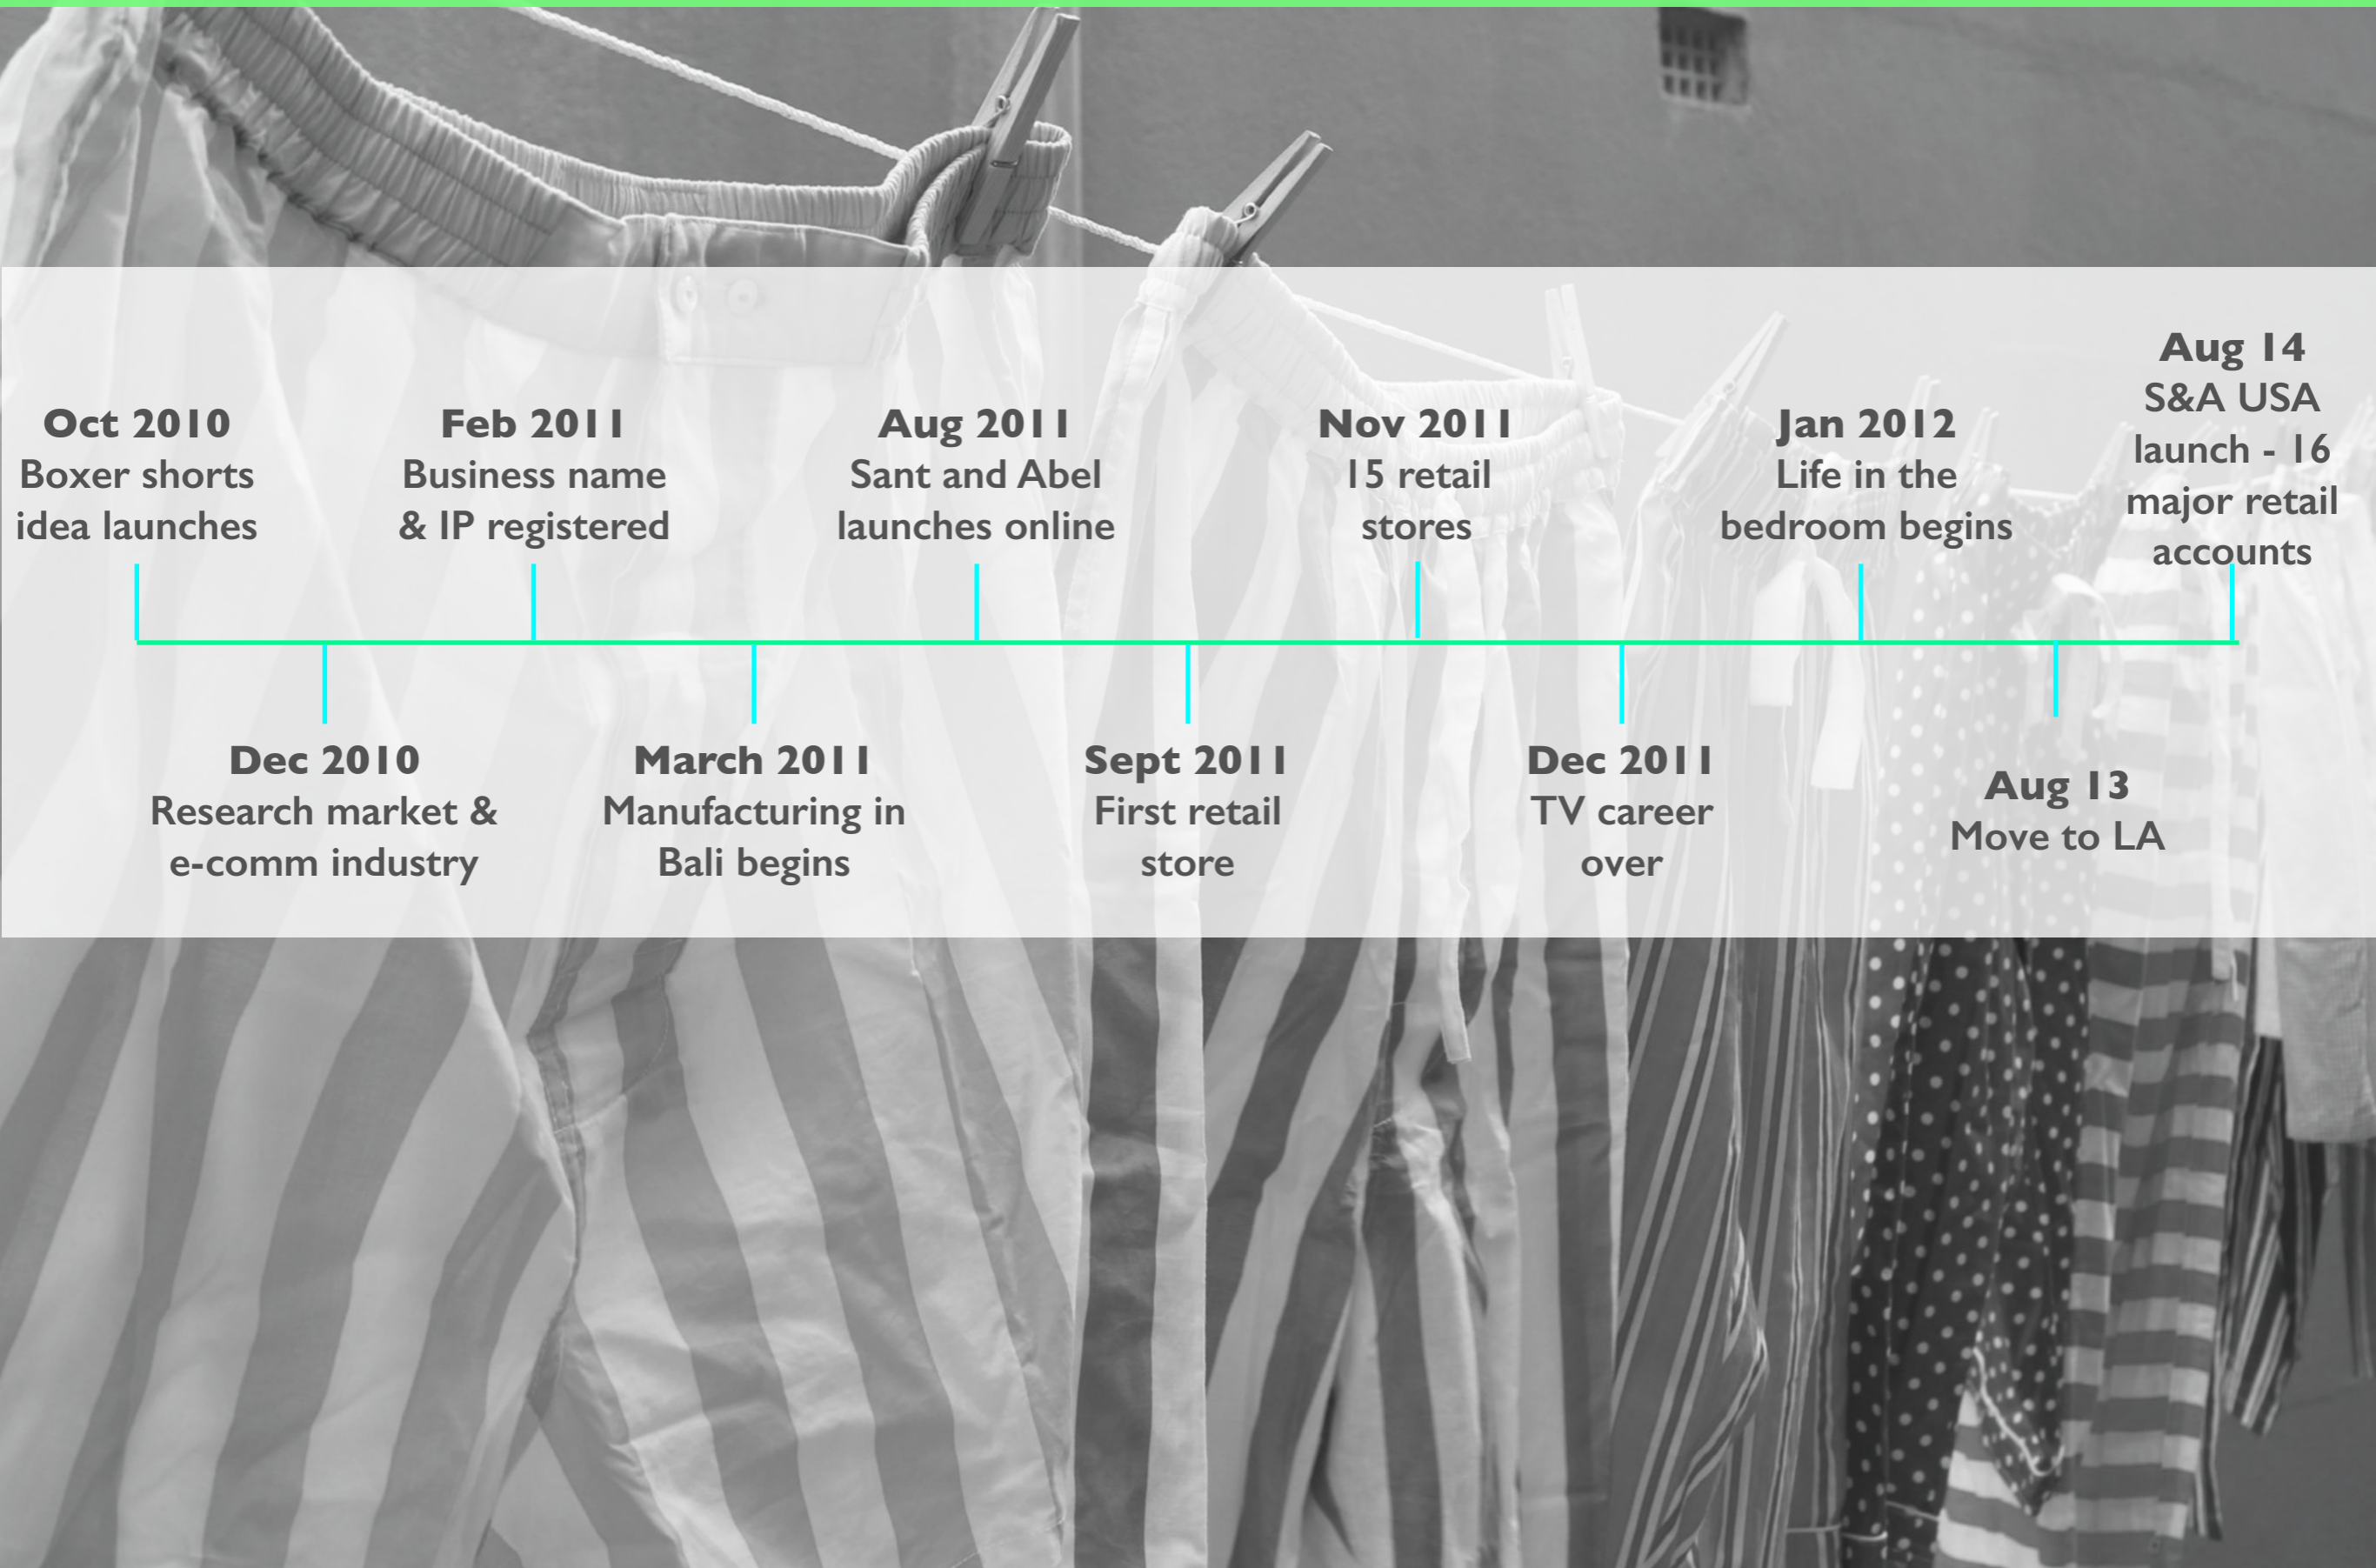 Oct 2010
Boxer shorts
idea launches
Dec 2010
Research market &
e-comm industry
Feb 2011
Business name
& IP registered
March 2011
Manufacturing in
Bali begins
Aug 2011
Sant and Abel
launches online
Sept 2011
First retail
store
Nov 2011
15 retail
stores
Dec 2011
TV career
over
Jan 2012
Life in the
bedroom begins
Aug 13
Move to LA
Aug 14
S&A USA
launch - 16
major retail
accounts